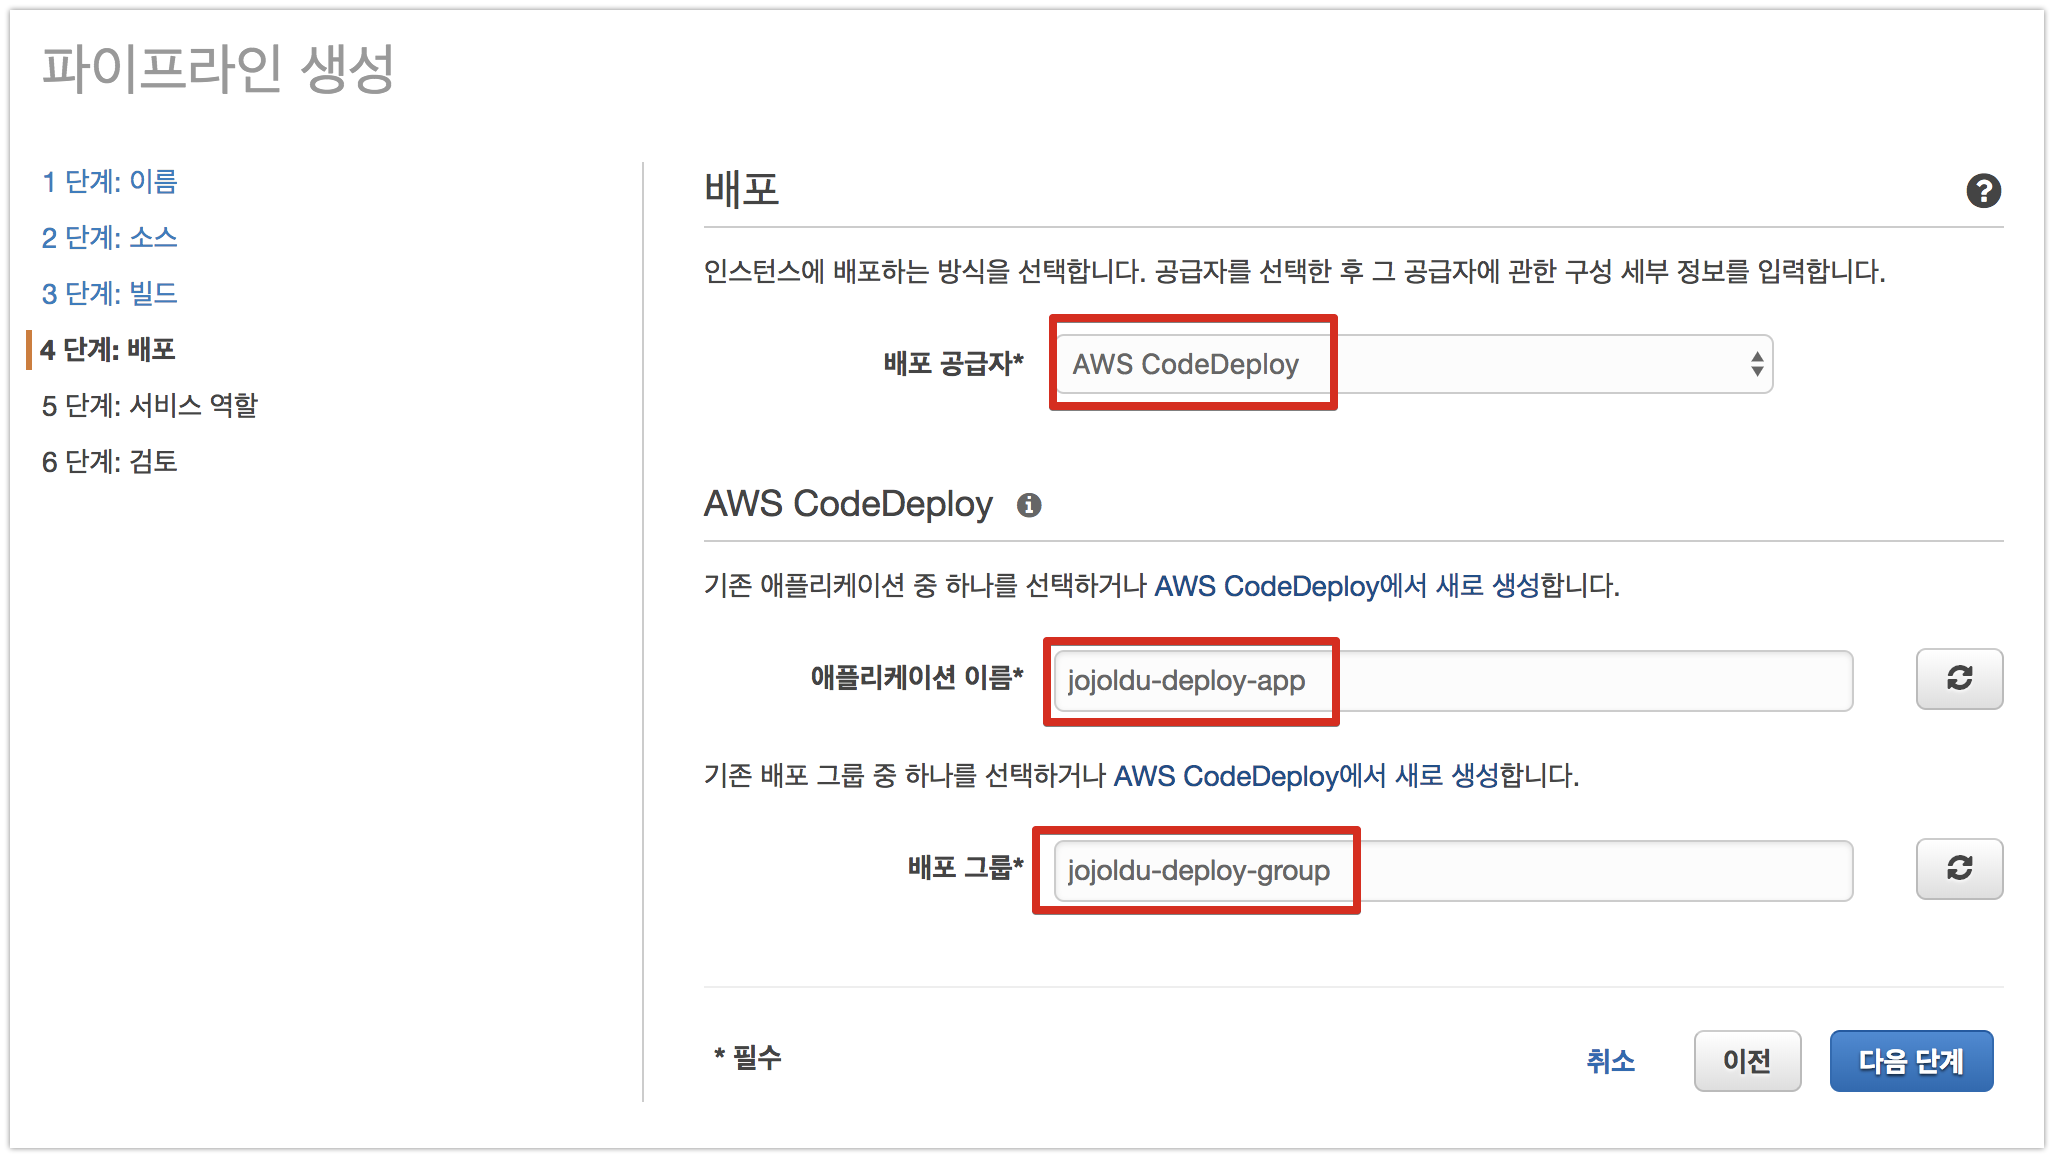 파이프라인 생성
1 단계: 이름
2 단계: 소스
3 단계: 빌드
4 단계: 배포
5 단계: 서비스 역할
6 단계: 검토
배포
인스턴스에 배포하는 방식을 선택합니다. 공급자를 선택한 후 그 공급자에 관한 구성 세부 정보를 입력합니다.
배포 공급자* AWS CodeDeploy
AWS CodeDeploy
기존 애플리케이션 중 하나를 선택하거나 AWS CodeDeploy에서 새로 생성합니다.
애플리케이션 이름* jojoldu-deploy-app
기존 배포 그룹 중 하나를 선택하거나 AWS CodeDeploy에서 새로 생성합니다.
배포 그룹* jojoldu-deploy-group
* 필수 취소 이전 다음 단계